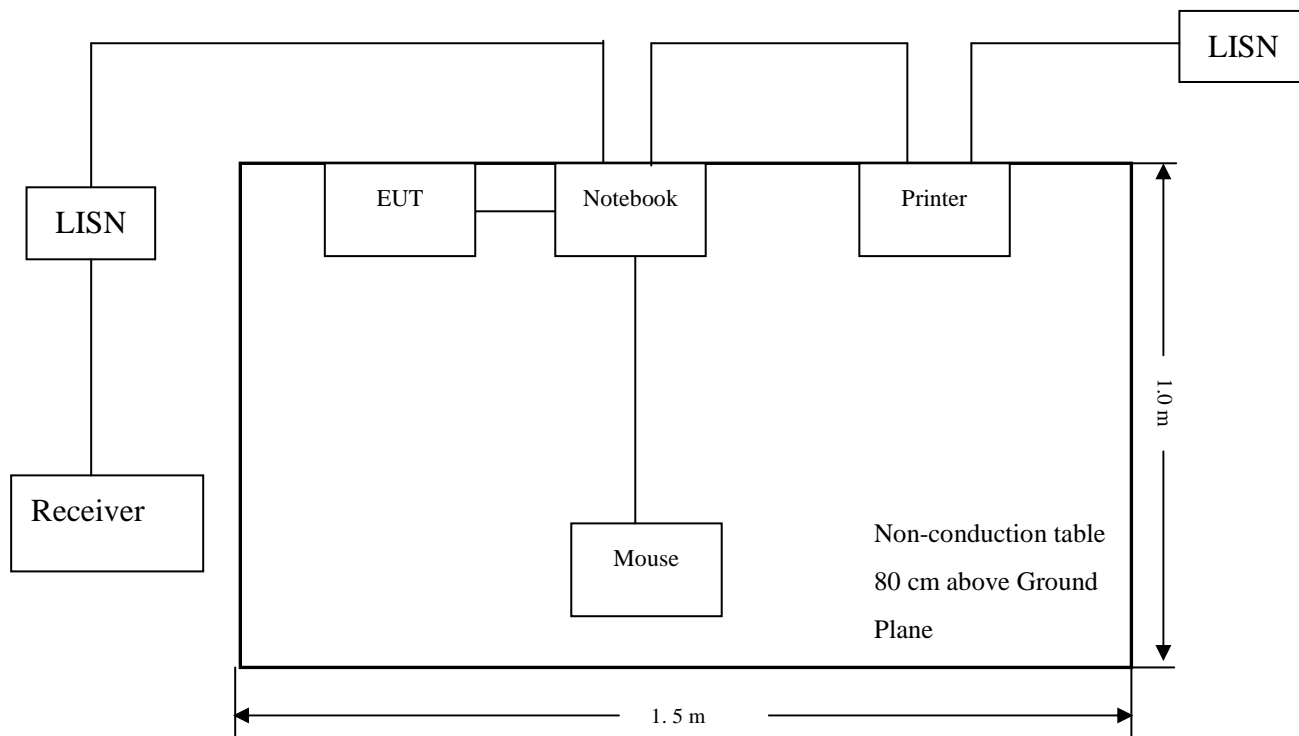 LISN
LISN
EUT
Notebook
Printer
Receiver
Mouse
Non-conduction table
80 cm above Ground
Plane
1.0 m
1. 5 m